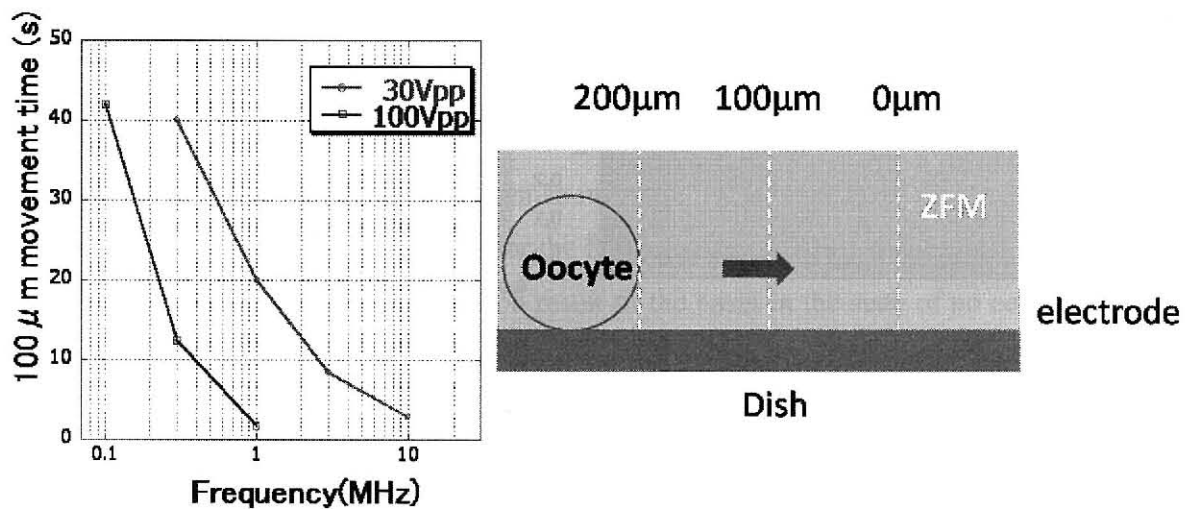 100 μ m movement time (s)
50
40
30
20
10
0
0.1
1
10
Frequency(MHz)
30Vpp
100Vpp
200μm 100μm 0μm
ZFM
Oocyte
electrode
Dish